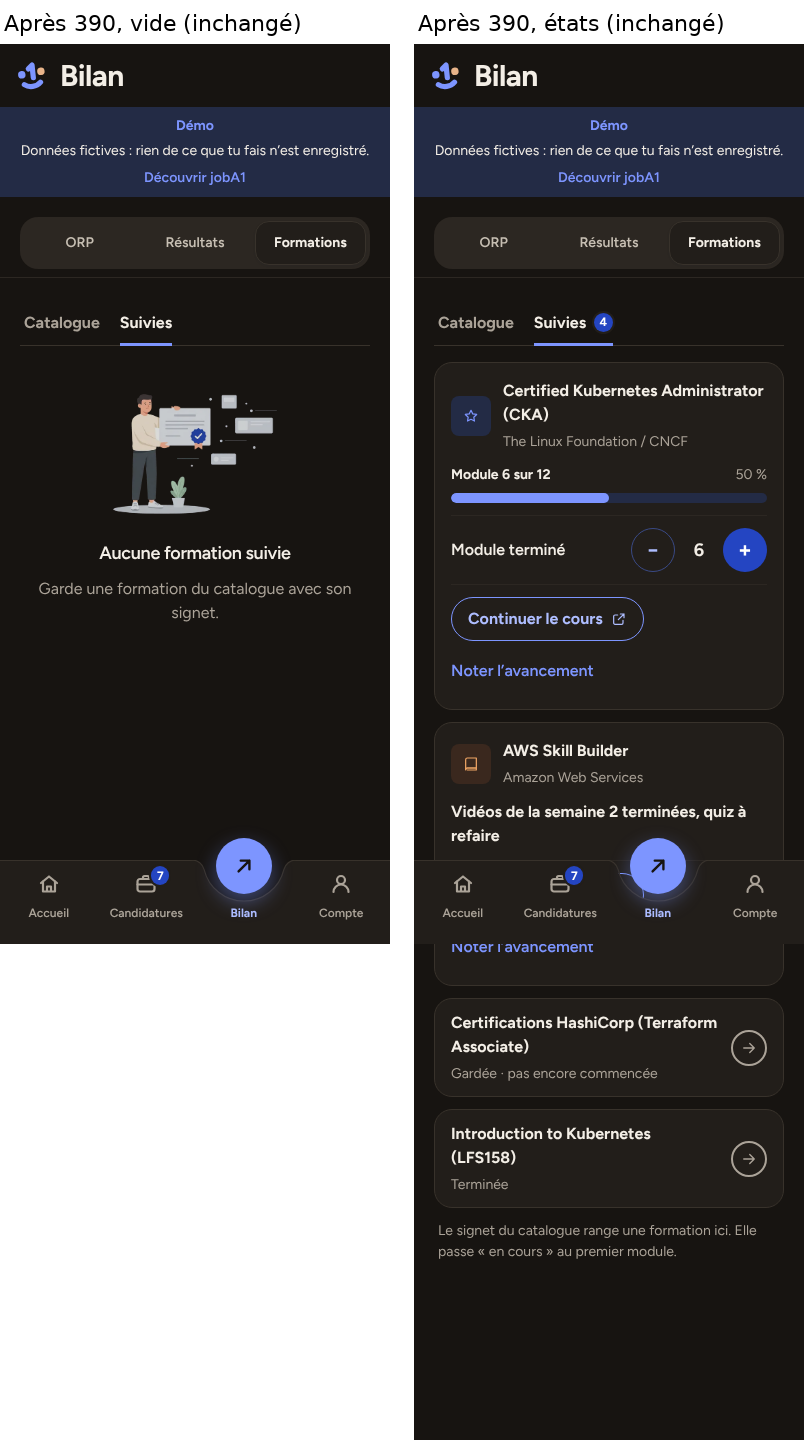 Après 390, vide (inchangé)
Bilan
Démo
Données fictives : rien de ce que tu fais n’est enregistré.
Découvrir jobA1
ORP
Résultats
Formations
Catalogue
Suivies
Aucune formation suivie
Garde une formation du catalogue avec son
signet.
Accueil
7
Candidatures
Bilan
Compte
Après 390, états (inchangé)
Bilan
Démo
Données fictives : rien de ce que tu fais n’est enregistré.
Découvrir jobA1
ORP
Résultats
Formations
Catalogue
Suivies 4
Certified Kubernetes Administrator
(CKA)
The Linux Foundation / CNCF
Module 6 sur 12
50 %
Module terminé
− 6 +
Continuer le cours
Noter l’avancement
AWS Skill Builder
Amazon Web Services
Vidéos de la semaine 2 terminées, quiz à
refaire
Accueil
7
Candidatures
Bilan
Compte
Noter l’avancement
Certifications HashiCorp (Terraform
Associate)
Gardée · pas encore commencée
Introduction to Kubernetes
(LFS158)
Terminée
Le signet du catalogue range une formation ici. Elle
passe « en cours » au premier module.